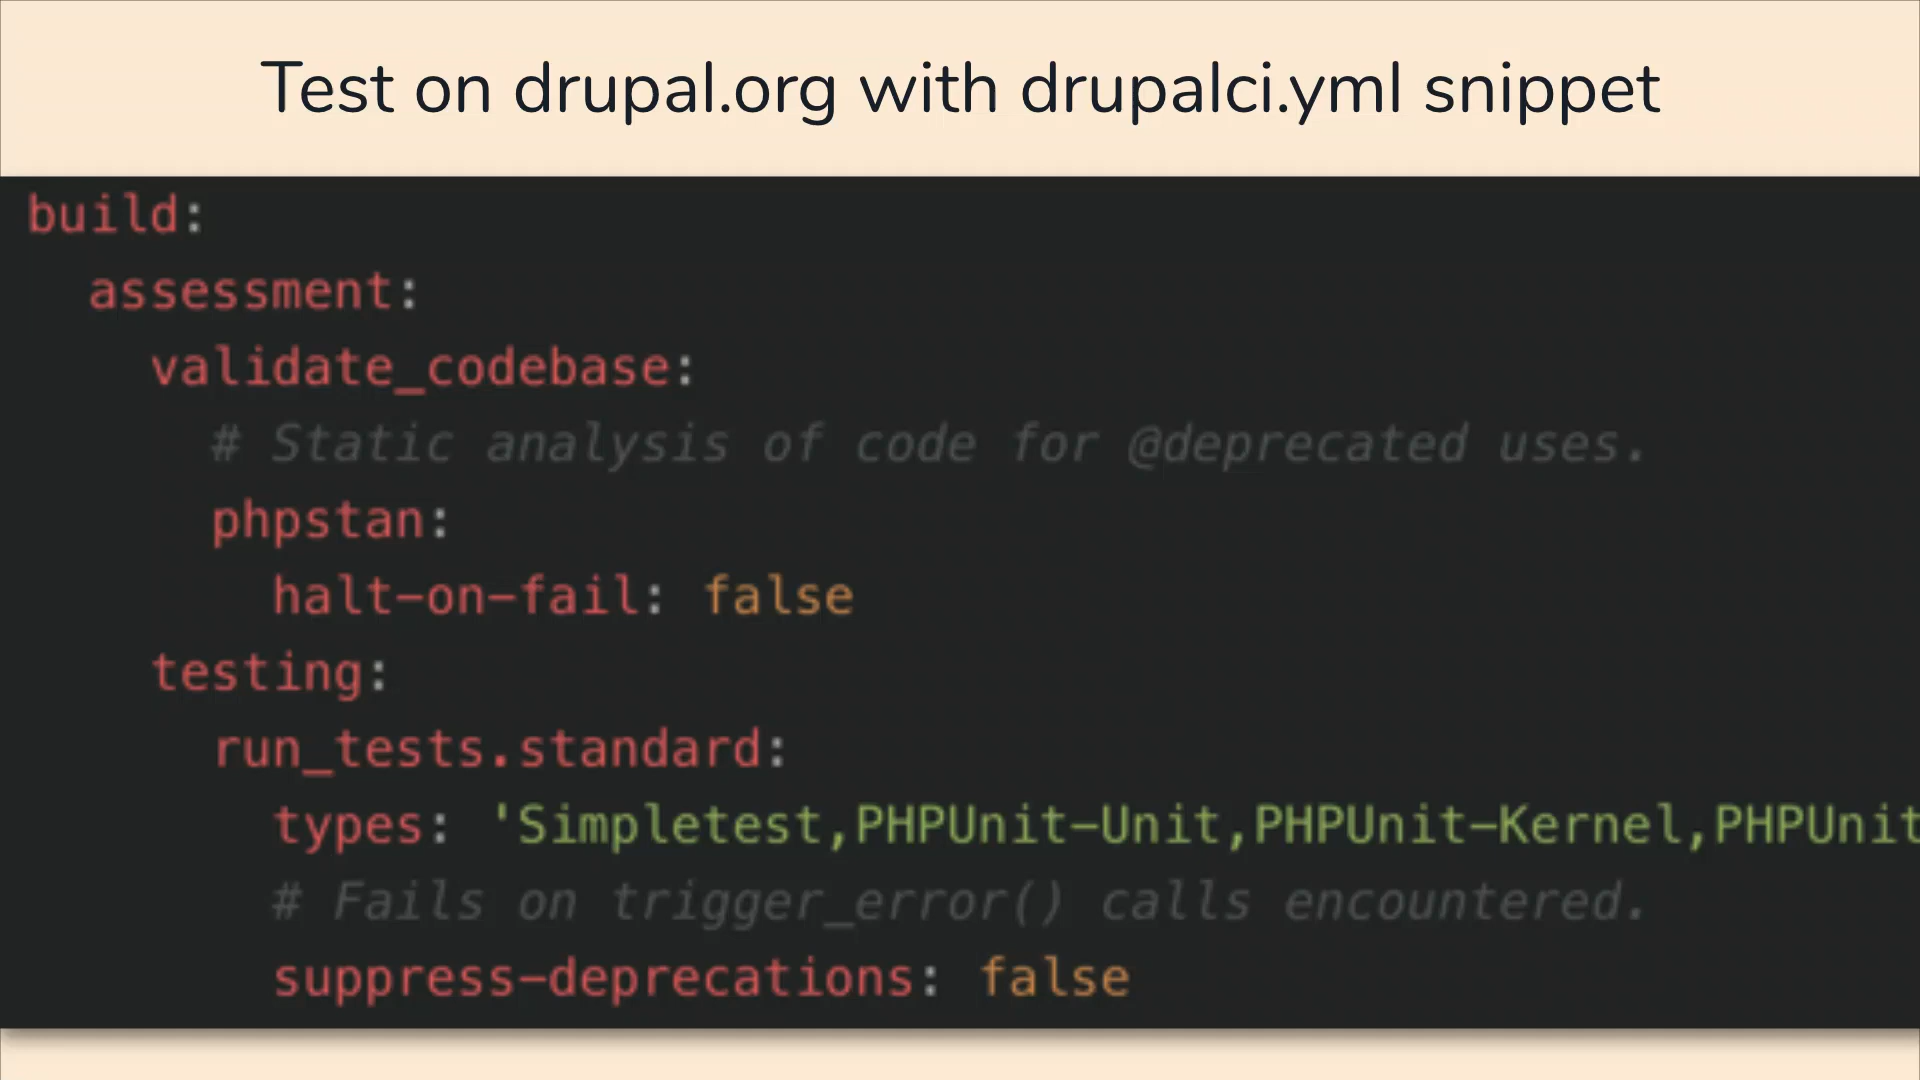 Test on drupal.org with drupalci.yml snippet
build:
  assessment:
    validate_codebase:
      # Static analysis of code for @deprecated uses.
      phpstan:
        halt-on-fail: false
    testing:
      run_tests.standard:
        types: 'Simpletest,PHPUnit-Unit,PHPUnit-Kernel,PHPUnit
        # Fails on trigger_error() calls encountered.
        suppress-deprecations: false